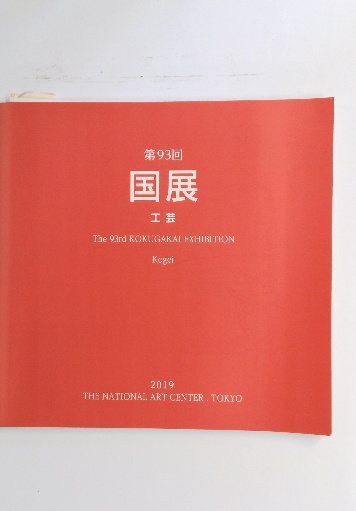 第93回
国展
工芸
The 93rd KOKUGAKAI EXHIBITION
Kogei
2019
THE NATIONAL ART CENTER . TOKYO